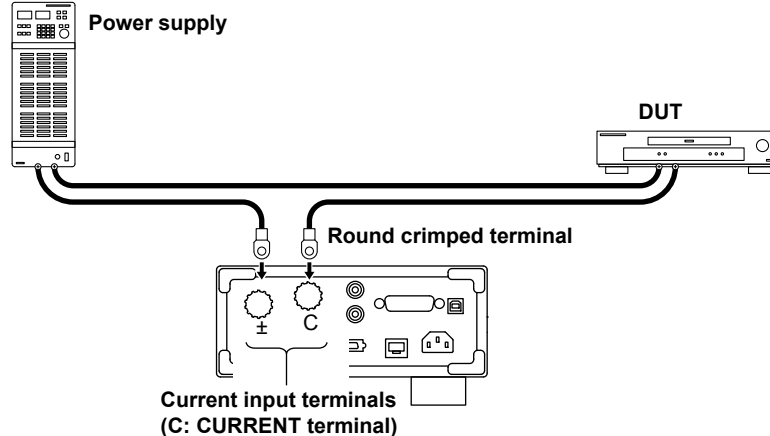 Power supply
DUT
Round crimped terminal
± C
Current input terminals
(C: CURRENT terminal)